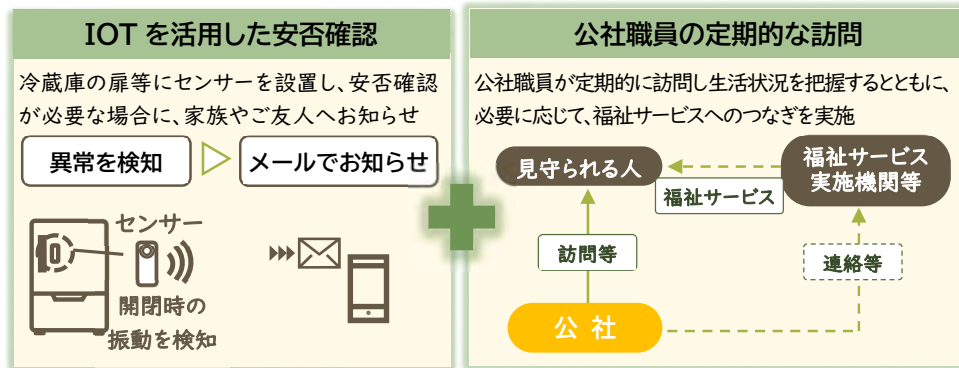 IOTを活用した安否確認
冷蔵庫の扉等にセンサーを設置し、安否確認
が必要な場合に、家族やご友人へお知らせ
異常を検知
メールでお知らせ
センサー
開閉時の
振動を検知
公社職員の定期的な訪問
公社職員が定期的に訪問し生活状況を把握するとともに、
必要に応じて、福祉サービスへのつなぎを実施
見守られる人
福祉サービス
実施機関等
福祉サービス
訪問等
連絡等
公社